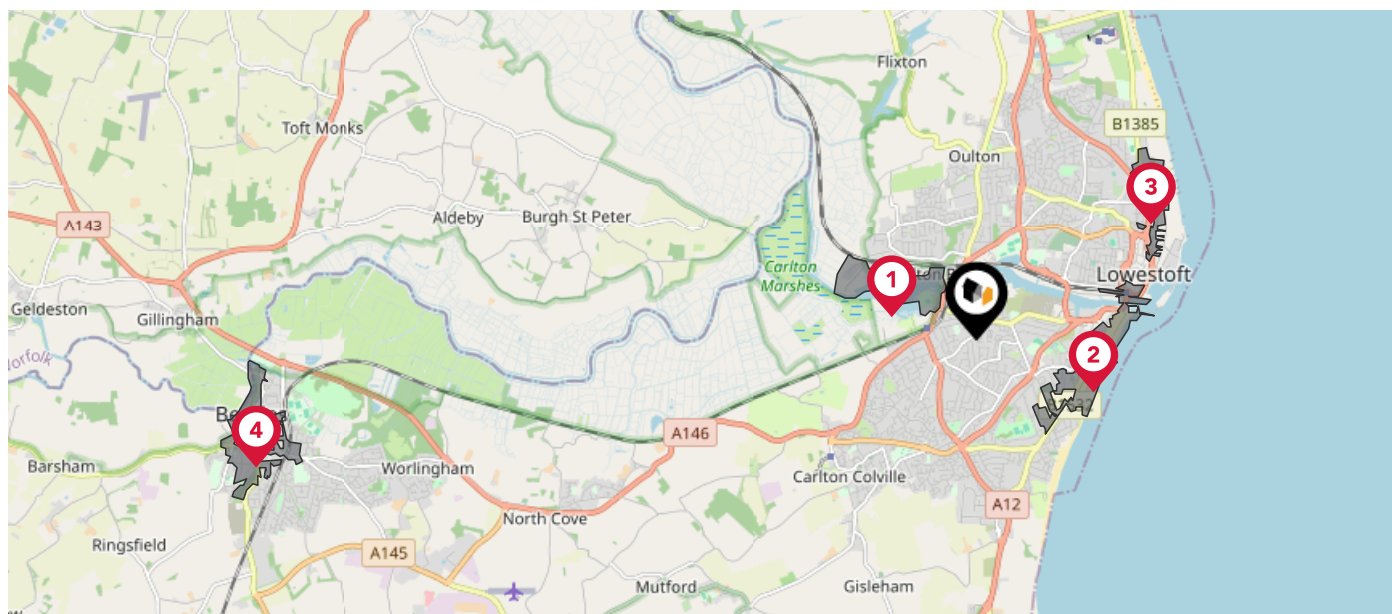 Flixton
B1385
Toft Monks
Oulton
3
Aldeby
Burgh St Peter
A143
Carlton
Marshes
1
Lowestoft
Geldeston
Gillingham
2
4
A146
Barsham
Worlingham
Carlton Colville
A12
North Cove
Ringsfield
A145
Mutford
Gisleham